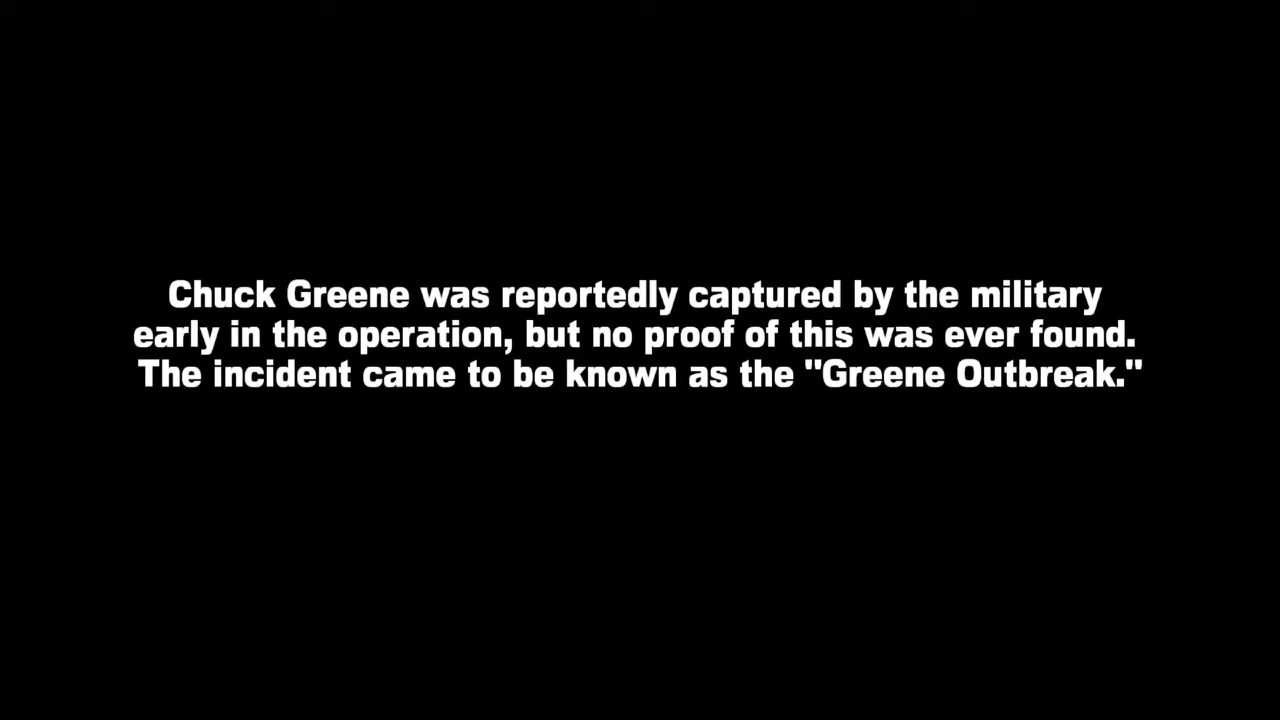 Chuck Greene was reportedly captured by the military
early in the operation, but no proof of this was ever found.
The incident came to be known as the "Greene Outbreak."